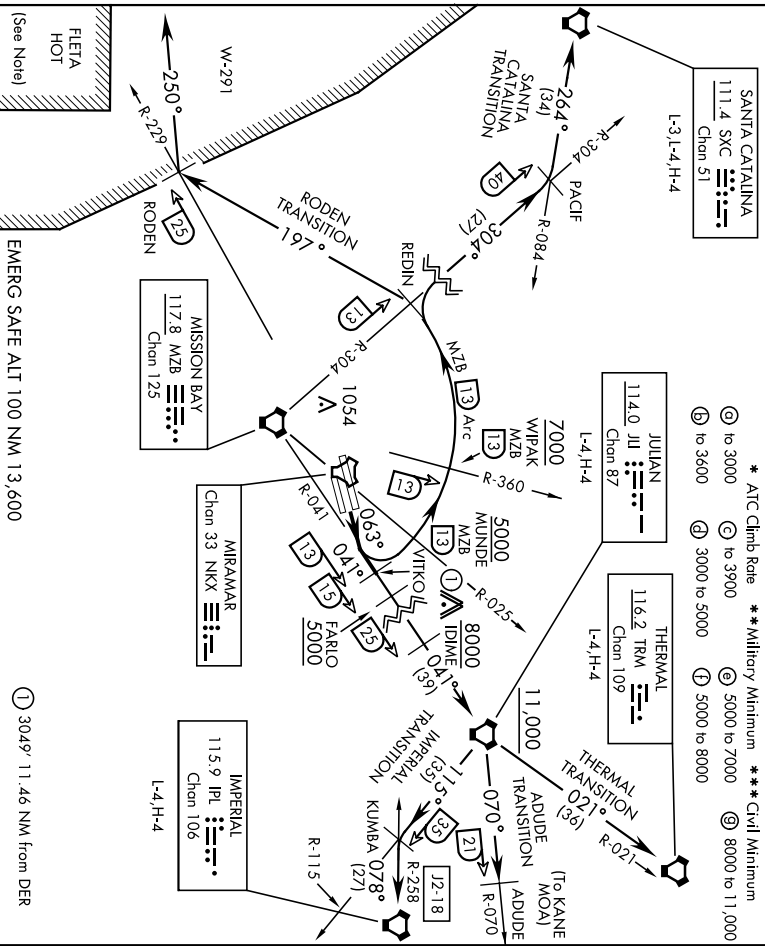 * ATC Climb Rate ** Military Minimum *** Civil Minimum
ⓐ to 3000
ⓒ to 3900
ⓔ 5000 to 7000
ⓖ 8000 to 11,000
ⓑ to 3600
ⓓ 3000 to 5000
ⓕ 5000 to 8000
SANTA CATALINA
111.4 SXC
Chan 51
L-3,L-4,H-4
JULIAN
114.0 JLI
Chan 87
L-4,H-4
THERMAL
116.2 TRM
Chan 109
L-4,H-4
264°
(34)
SANTA
CATALINA
TRANSITION
R-304
PACIF
R-084
40
304°
(27)
W-291
FLETA
HOT
(See Note)
250°
R-229
RODEN
25
RODEN
TRANSITION
197°
REDIN
13
R-304
MZB
13
Arc
7000
WIPAK
MZB
13
R-360
13
5000
MUNDE
MZB
13
1054
063°
R-041
041°
VITKO
①
R-025
13
15
25
FARLO
5000
8000
IDIME
041°
(39)
11,000
THERMAL
TRANSITION
021°
(36)
R-021
ADUDE
TRANSITION
070°
21
(To KANE
MOA)
ADUDE
R-070
IMPERIAL
TRANSITION
(35)
115°
35
KUMBA
078°
(27)
R-258
J2-18
R-115
MISSION BAY
117.8 MZB
Chan 125
MIRAMAR
Chan 33 NKX
IMPERIAL
115.9 IPL
Chan 106
L-4,H-4
EMERG SAFE ALT 100 NM 13,600
① 3049' 11.46 NM from DER